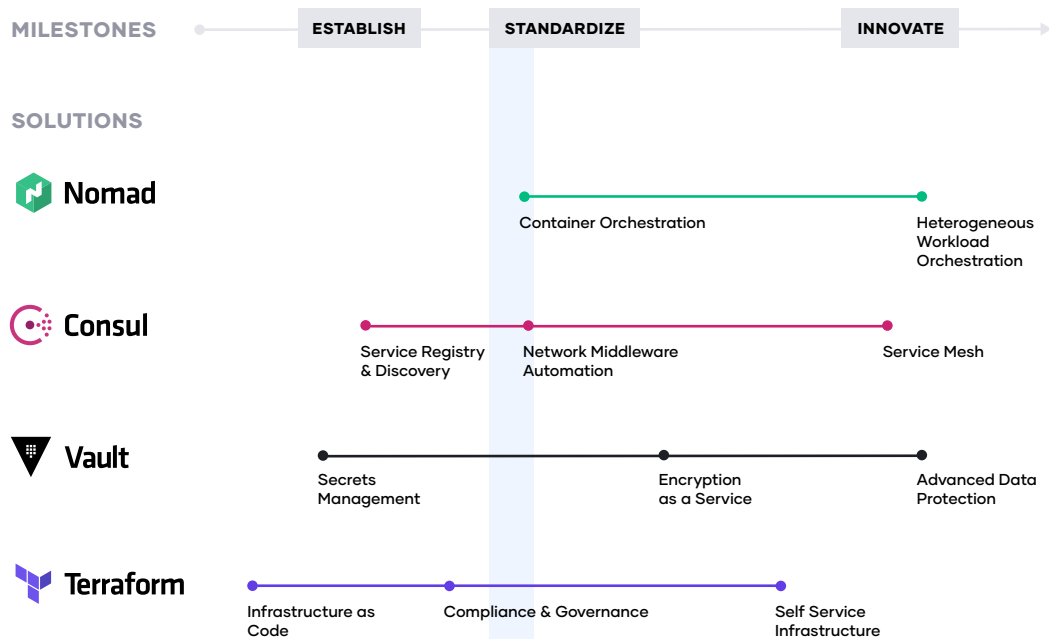 MILESTONES
ESTABLISH
STANDARDIZE
INNOVATE
SOLUTIONS
Nomad
Container Orchestration
Heterogeneous
Workload
Orchestration
Consul
Service Registry
& Discovery
Network Middleware
Automation
Service Mesh
Vault
Secrets
Management
Encryption
as a Service
Advanced Data
Protection
Terraform
Infrastructure as
Code
Compliance & Governance
Self Service
Infrastructure